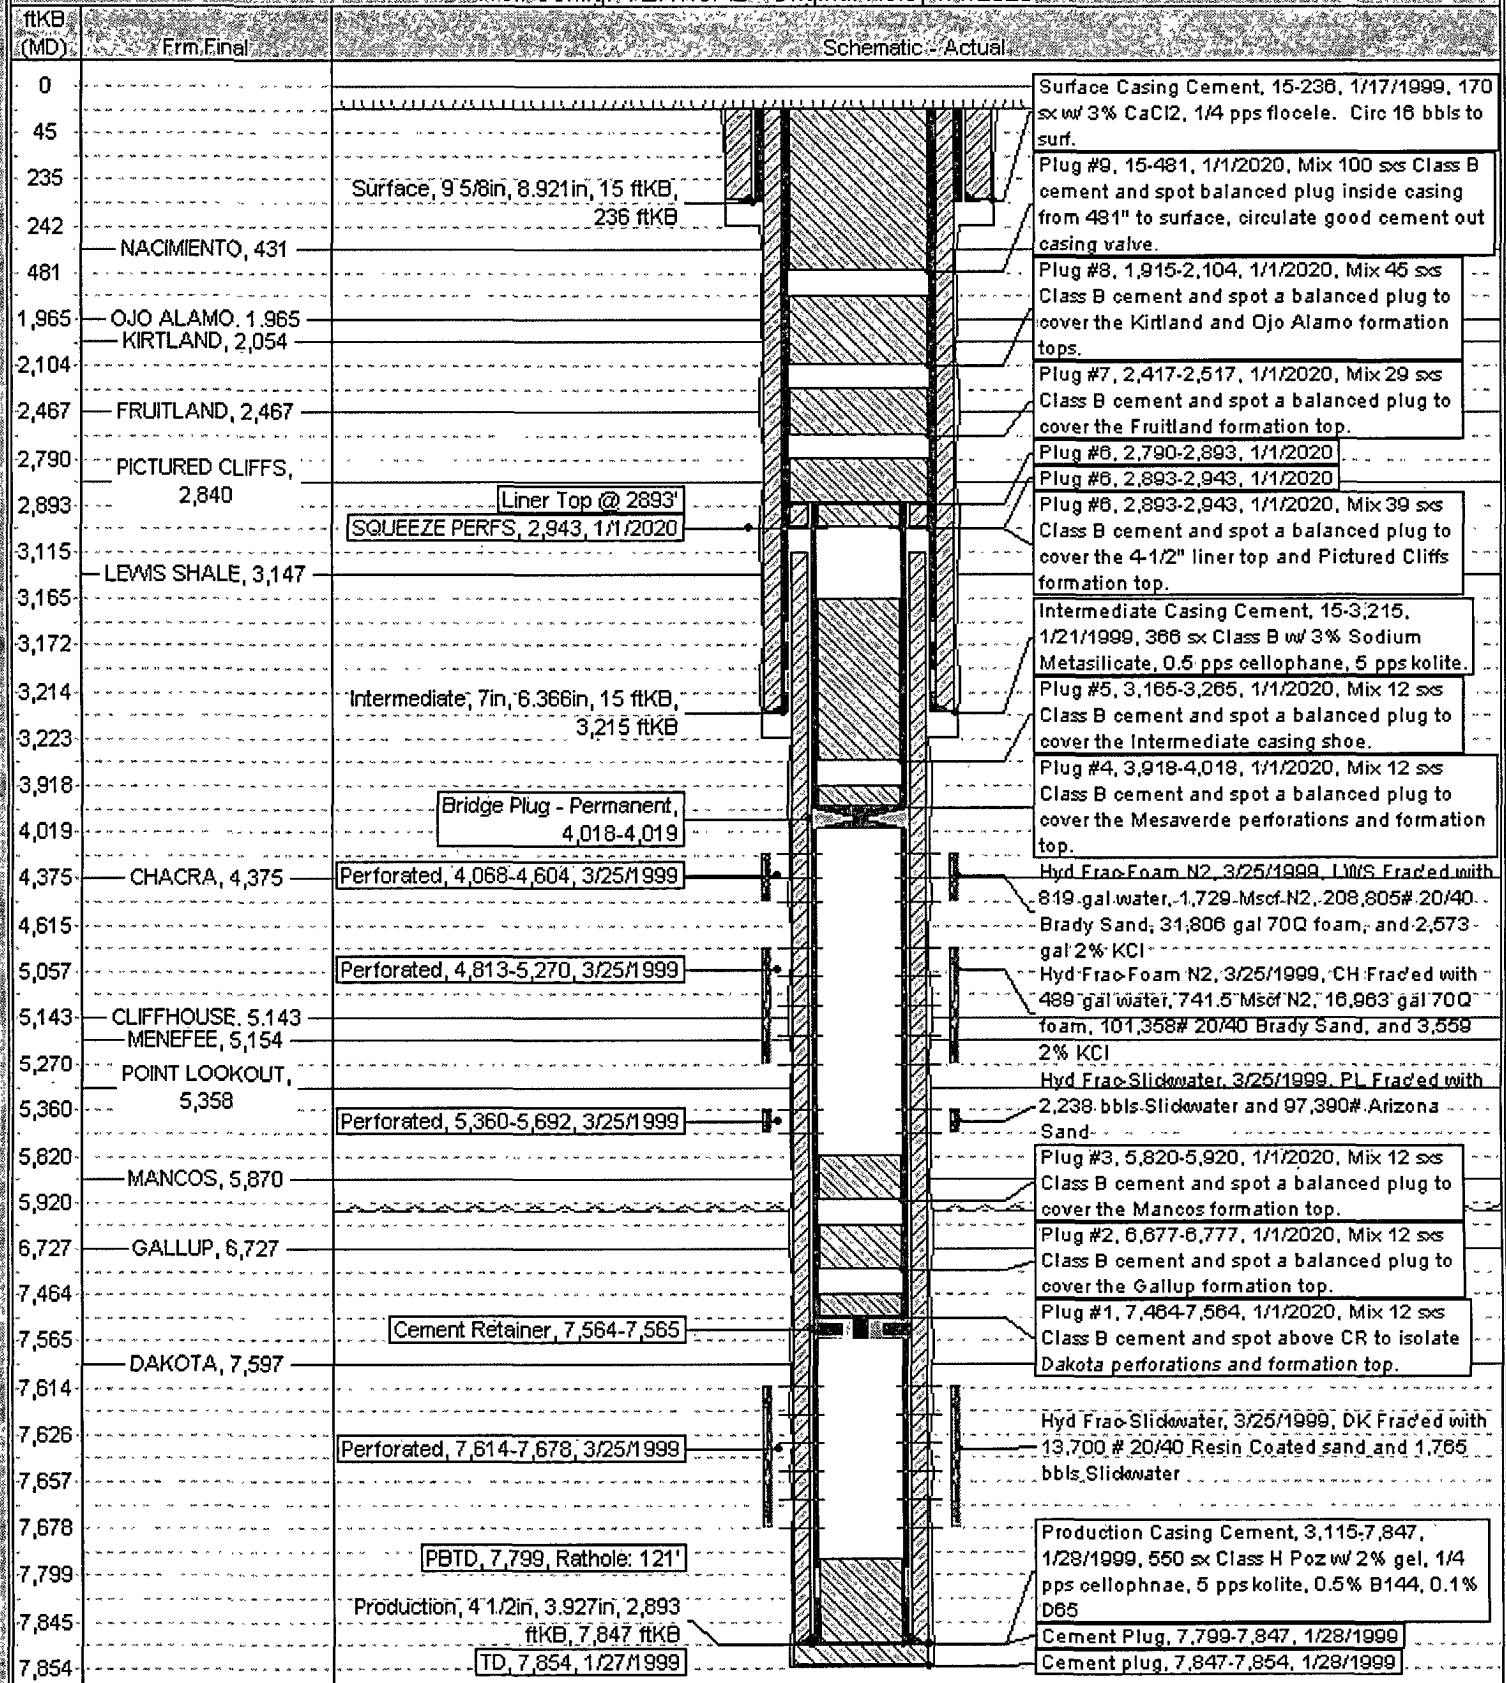 ftKB
(MD)
Frm Final
Schematic - Actual
0
45
235
242
481
1,965
2,104
2,467
2,790
2,893
3,115
3,165
3,172
3,214
3,223
3,918
4,019
4,375
4,615
5,057
5,143
5,270
5,360
5,820
5,920
6,727
7,464
7,565
7,614
7,626
7,657
7,678
7,799
7,845
7,854
NACIMIENTO, 431
OJO ALAMO, 1,965
KIRTLAND, 2,054
FRUITLAND, 2,467
PICTURED CLIFFS,
2,840
LEWIS SHALE, 3,147
CHACRA, 4,375
CLIFFHOUSE, 5,143
MENEFEE, 5,154
POINT LOOKOUT,
5,358
MANCOS, 5,870
GALLUP, 6,727
DAKOTA, 7,597
Surface, 9 5/8in, 8.921in, 15 ftKB,
236 ftKB
Liner Top @ 2893'
SQUEEZE PERFS, 2,943, 1/1/2020
Intermediate, 7in, 6.366in, 15 ftKB,
3,215 ftKB
Bridge Plug - Permanent,
4,018-4,019
Perforated, 4,068-4,604, 3/25/1999
Perforated, 4,813-5,270, 3/25/1999
Perforated, 5,360-5,692, 3/25/1999
Cement Retainer, 7,564-7,565
Perforated, 7,614-7,678, 3/25/1999
PBTD, 7,799, Rathole: 121'
Production, 4 1/2in, 3.927in, 2,893
ftKB, 7,847 ftKB
TD, 7,854, 1/27/1999
Surface Casing Cement, 15-236, 1/17/1999, 170
sx w/ 3% CaCl2, 1/4 pps flocele. Circ 16 bbls to
surf.
Plug #9, 15-481, 1/1/2020, Mix 100 sxs Class B
cement and spot balanced plug inside casing
from 481" to surface, circulate good cement out
casing valve.
Plug #8, 1,915-2,104, 1/1/2020, Mix 45 sxs
Class B cement and spot a balanced plug to
cover the Kirtland and Ojo Alamo formation
tops.
Plug #7, 2,417-2,517, 1/1/2020, Mix 29 sxs
Class B cement and spot a balanced plug to
cover the Fruitland formation top.
Plug #6, 2,790-2,893, 1/1/2020
Plug #6, 2,893-2,943, 1/1/2020
Plug #6, 2,893-2,943, 1/1/2020, Mix 39 sxs
Class B cement and spot a balanced plug to
cover the 4-1/2" liner top and Pictured Cliffs
formation top.
Intermediate Casing Cement, 15-3,215,
1/21/1999, 366 sx Class B w/ 3% Sodium
Metasilicate, 0.5 pps cellophane, 5 pps kolite.
Plug #5, 3,165-3,265, 1/1/2020, Mix 12 sxs
Class B cement and spot a balanced plug to
cover the Intermediate casing shoe.
Plug #4, 3,918-4,018, 1/1/2020, Mix 12 sxs
Class B cement and spot a balanced plug to
cover the Mesaverde perforations and formation
top.
Hyd Frac-Foam N2, 3/25/1999, LWS Frac'ed with
819 gal water, 1,729 Mscf N2, 208,805# 20/40
Brady Sand, 31,806 gal 70Q foam, and 2,573
gal 2% KCl
Hyd Frac-Foam N2, 3/25/1999, CH Frac'ed with
489 gal water, 741.5 Mscf N2, 16,963 gal 70Q
foam, 101,358# 20/40 Brady Sand, and 3,559
2% KCl
Hyd Frac-Slickwater, 3/25/1999, PL Frac'ed with
2,238 bbls Slickwater and 97,390# Arizona
Sand
Plug #3, 5,820-5,920, 1/1/2020, Mix 12 sxs
Class B cement and spot a balanced plug to
cover the Mancos formation top.
Plug #2, 6,677-6,777, 1/1/2020, Mix 12 sxs
Class B cement and spot a balanced plug to
cover the Gallup formation top.
Plug #1, 7,464-7,564, 1/1/2020, Mix 12 sxs
Class B cement and spot above CR to isolate
Dakota perforations and formation top.
Hyd Frac-Slickwater, 3/25/1999, DK Frac'ed with
13,700 # 20/40 Resin Coated sand and 1,765
bbls Slickwater
Production Casing Cement, 3,115-7,847,
1/28/1999, 550 sx Class H Poz w/ 2% gel, 1/4
pps cellophnae, 5 pps kolite, 0.5% B144, 0.1%
D65
Cement Plug, 7,799-7,847, 1/28/1999
Cement plug, 7,847-7,854, 1/28/1999